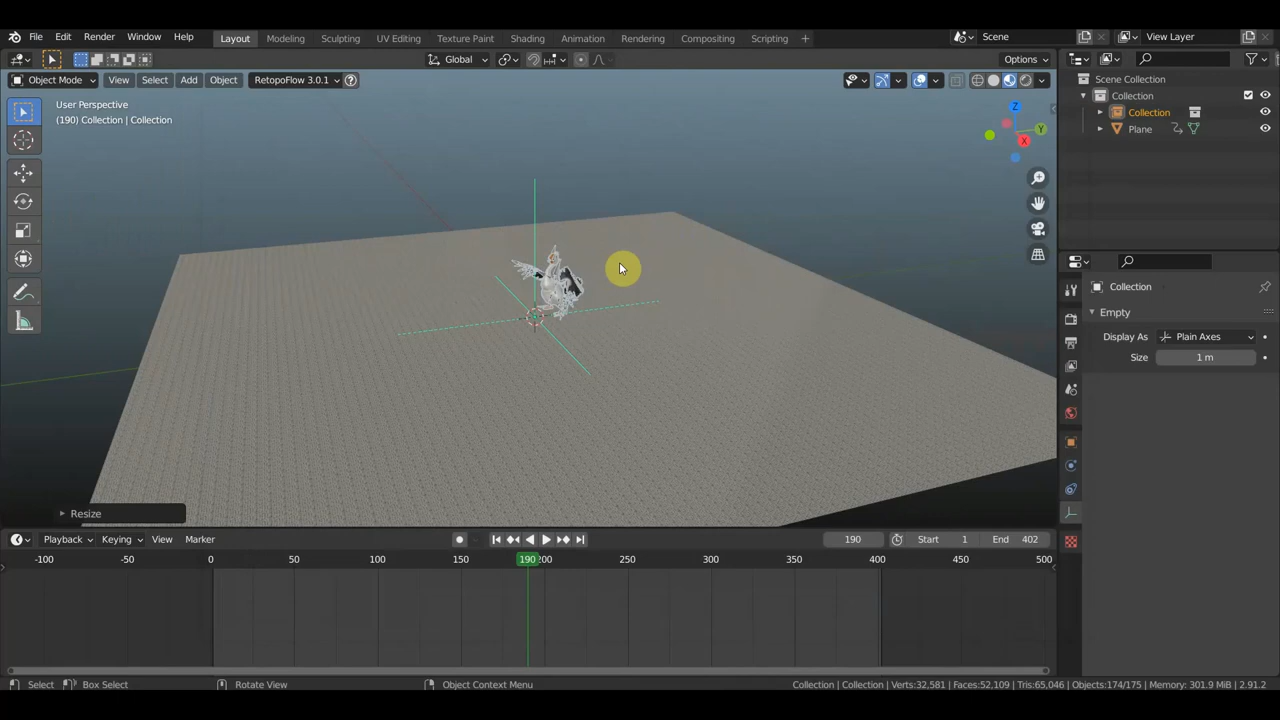 File Edit Render Window Help Layout Modeling Sculpting UV Editing Texture Paint Shading Animation Rendering Compositing Scripting + Scene View Layer
Global Options
Object Mode View Select Add Object RetopoFlow 3.0.1 ?
Scene Collection
Collection
Collection
Plane
User Perspective
(190) Collection | Collection
Z
Y
X
Collection
Empty
Display As Plain Axes
Size 1 m
Resize
Playback Keying View Marker 190 Start 1 End 402
-100 -50 0 50 100 150 190 200 250 300 350 400 450 500
Select Box Select Rotate View Object Context Menu Collection | Collection | Verts:32,581 | Faces:52,109 | Tris:65,046 | Objects:174/175 | Memory: 301.9 MiB | 2.91.2